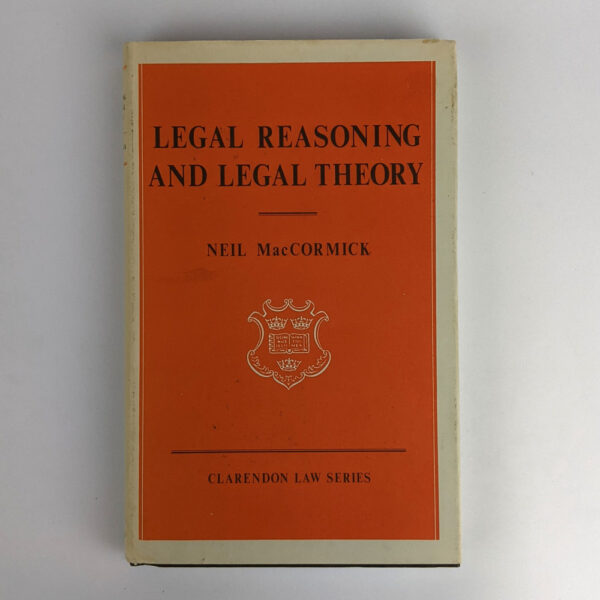 LEGAL REASONING
AND LEGAL THEORY
NEIL MacCORMICK
CLARENDON LAW SERIES